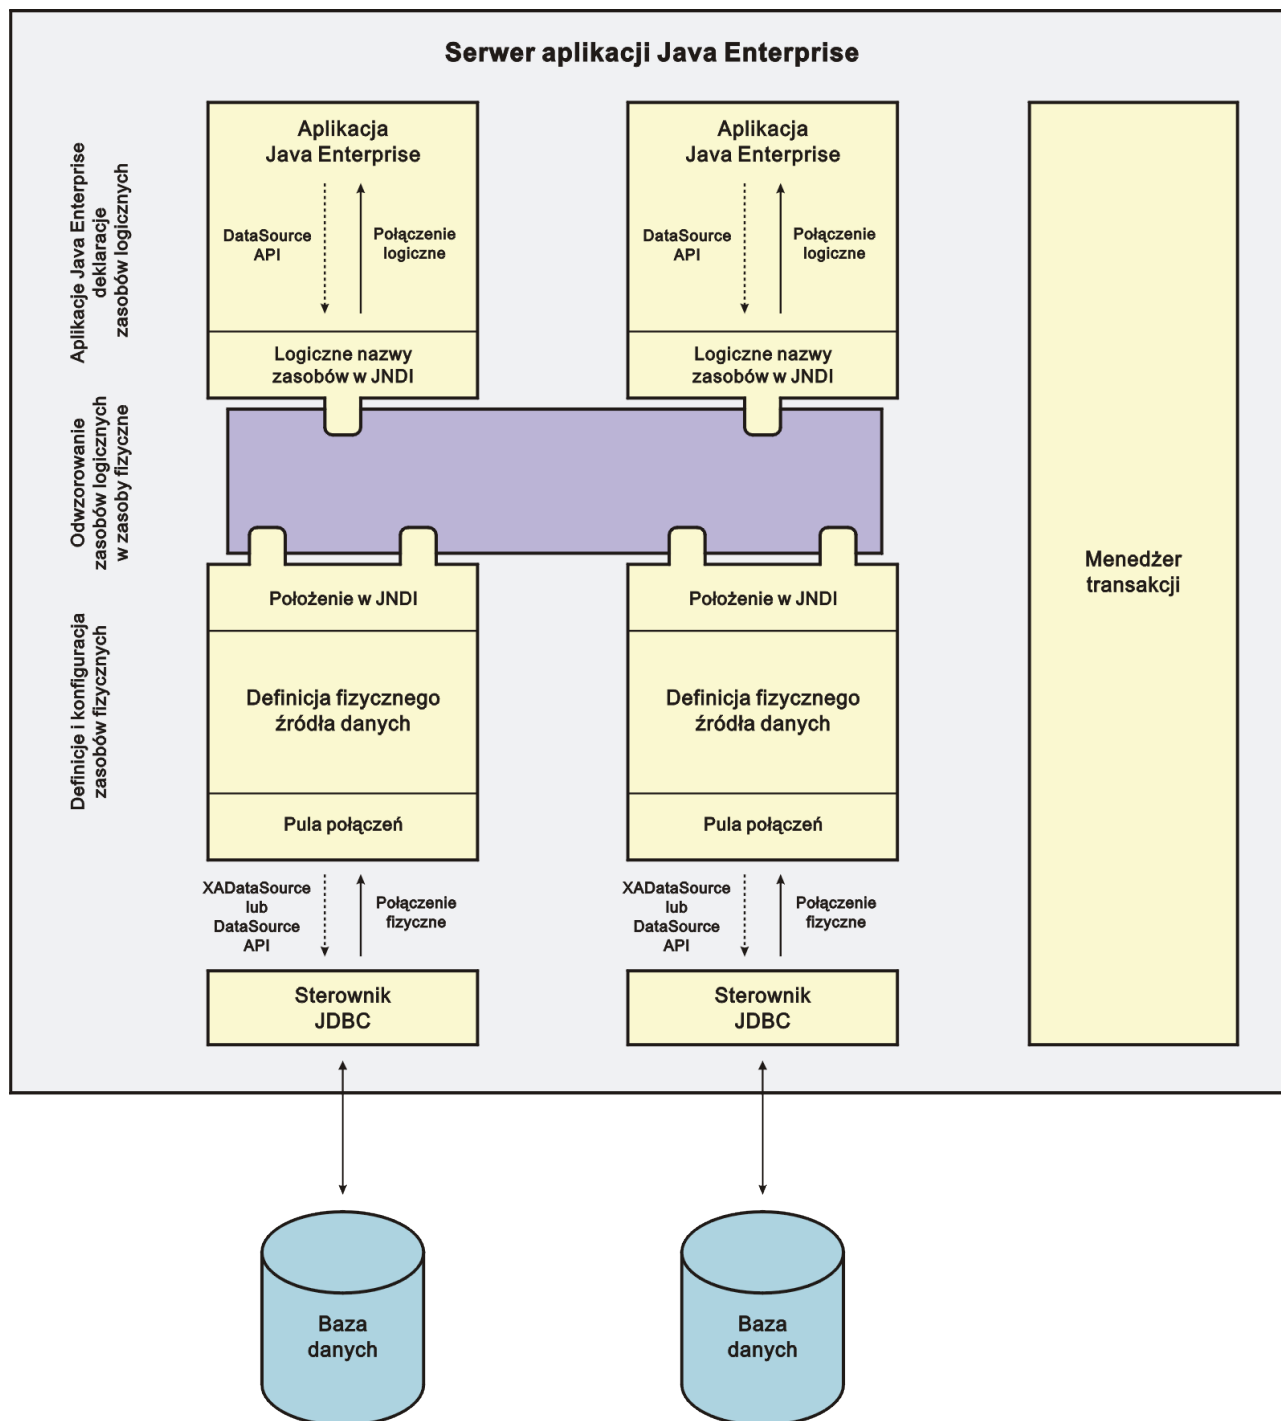 Serwer aplikacji Java Enterprise
Aplikacje Java Enterprise
deklaracje
zasobów logicznych
Aplikacja
Java Enterprise
DataSource
API
Połączenie
logiczne
Logiczne nazwy
zasobów w JNDI
Aplikacja
Java Enterprise
DataSource
API
Połączenie
logiczne
Logiczne nazwy
zasobów w JNDI
Odwzorowanie
zasobów logicznych
w zasoby fizyczne
Definicje i konfiguracja
zasobów fizycznych
Położenie w JNDI
Definicja fizycznego
źródła danych
Pula połączeń
Położenie w JNDI
Definicja fizycznego
źródła danych
Pula połączeń
XADataSource
lub
DataSource
API
Połączenie
fizyczne
XADataSource
lub
DataSource
API
Połączenie
fizyczne
Sterownik
JDBC
Sterownik
JDBC
Menedżer
transakcji
Baza
danych
Baza
danych